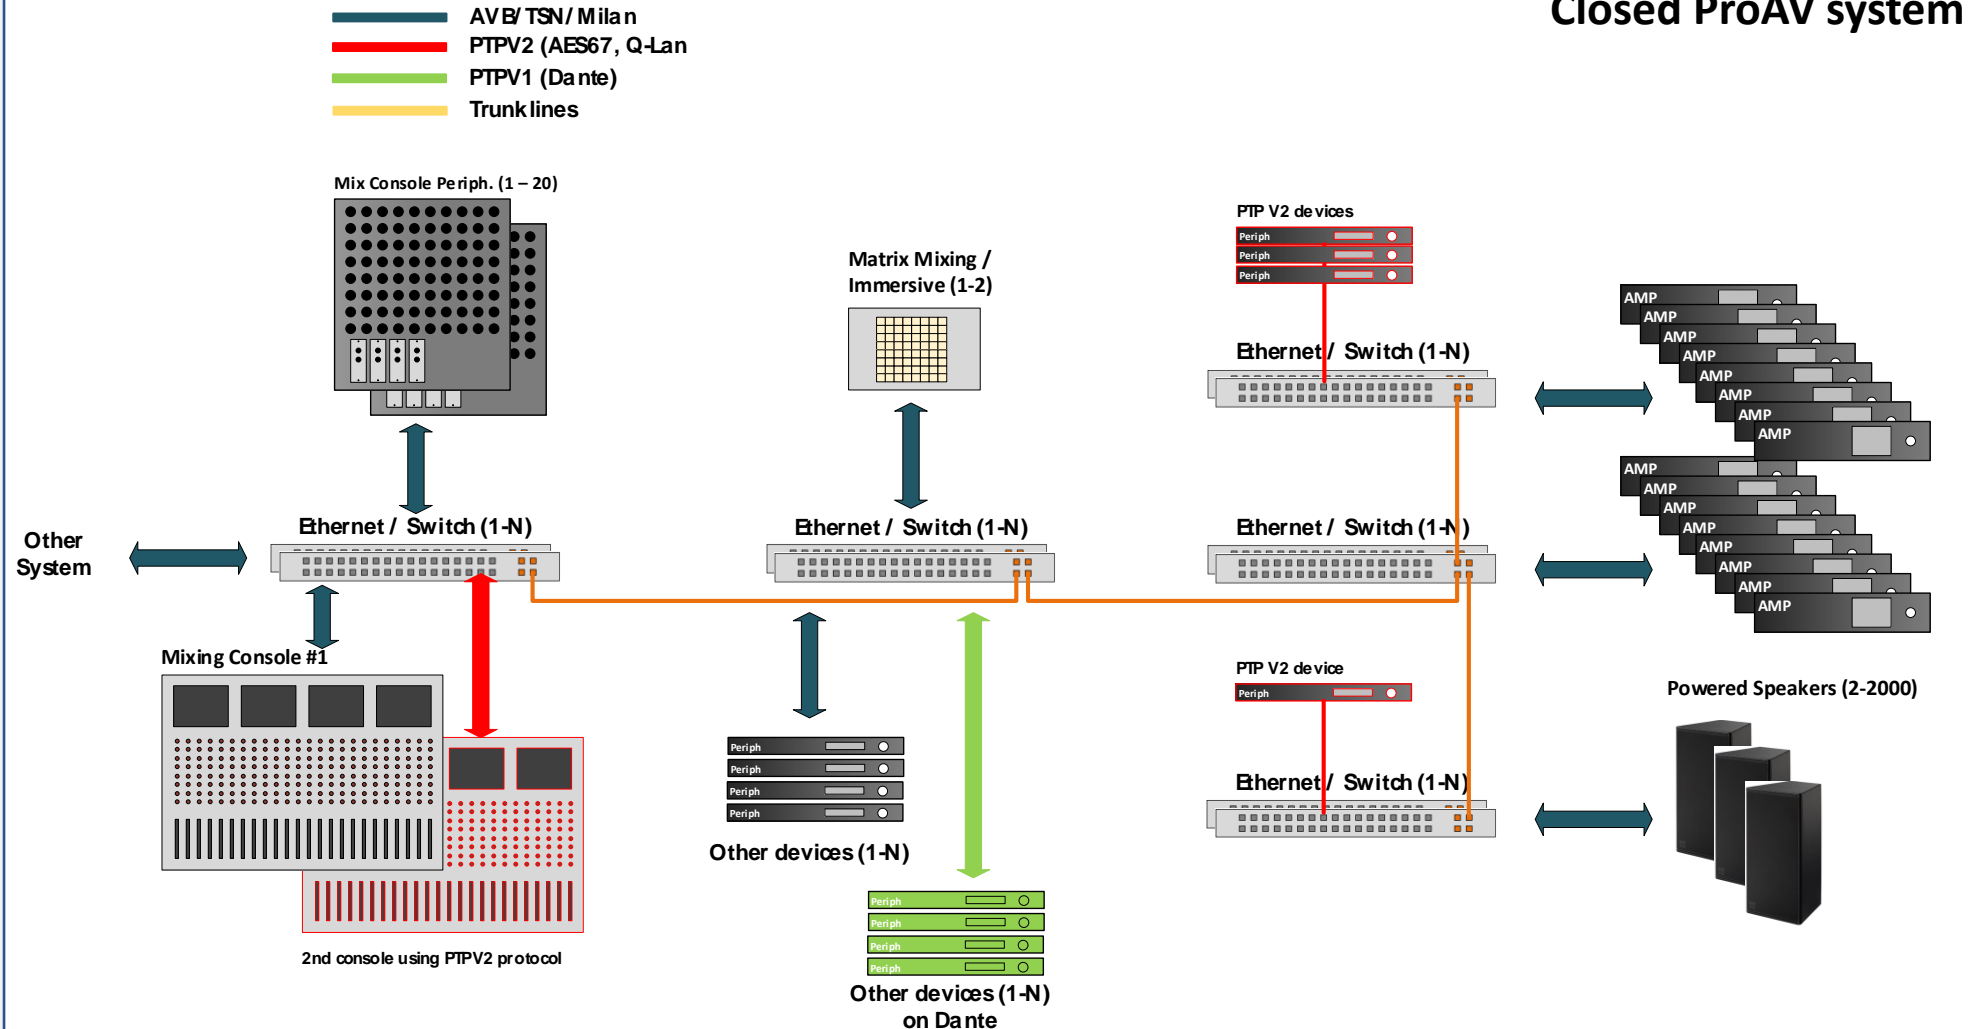 Closed ProAV system
AVB/TSN/Milan
PTPV2 (AES67, Q-Lan
PTPV1 (Dante)
Trunk lines
Mix Console Periph. (1 – 20)
Matrix Mixing /
Immersive (1-2)
PTP V2 devices
Periph
Periph
Periph
Ethernet / Switch (1-N)
AMP
AMP
AMP
AMP
AMP
AMP
AMP
AMP
Other
System
Ethernet / Switch (1-N)
Ethernet / Switch (1-N)
Ethernet / Switch (1-N)
AMP
AMP
AMP
AMP
AMP
AMP
AMP
AMP
Mixing Console #1
PTP V2 device
Periph
Powered Speakers (2-2000)
Periph
Periph
Periph
Periph
Ethernet / Switch (1-N)
Other devices (1-N)
Periph
Periph
Periph
Periph
2nd console using PTPV2 protocol
Other devices (1-N)
on Dante